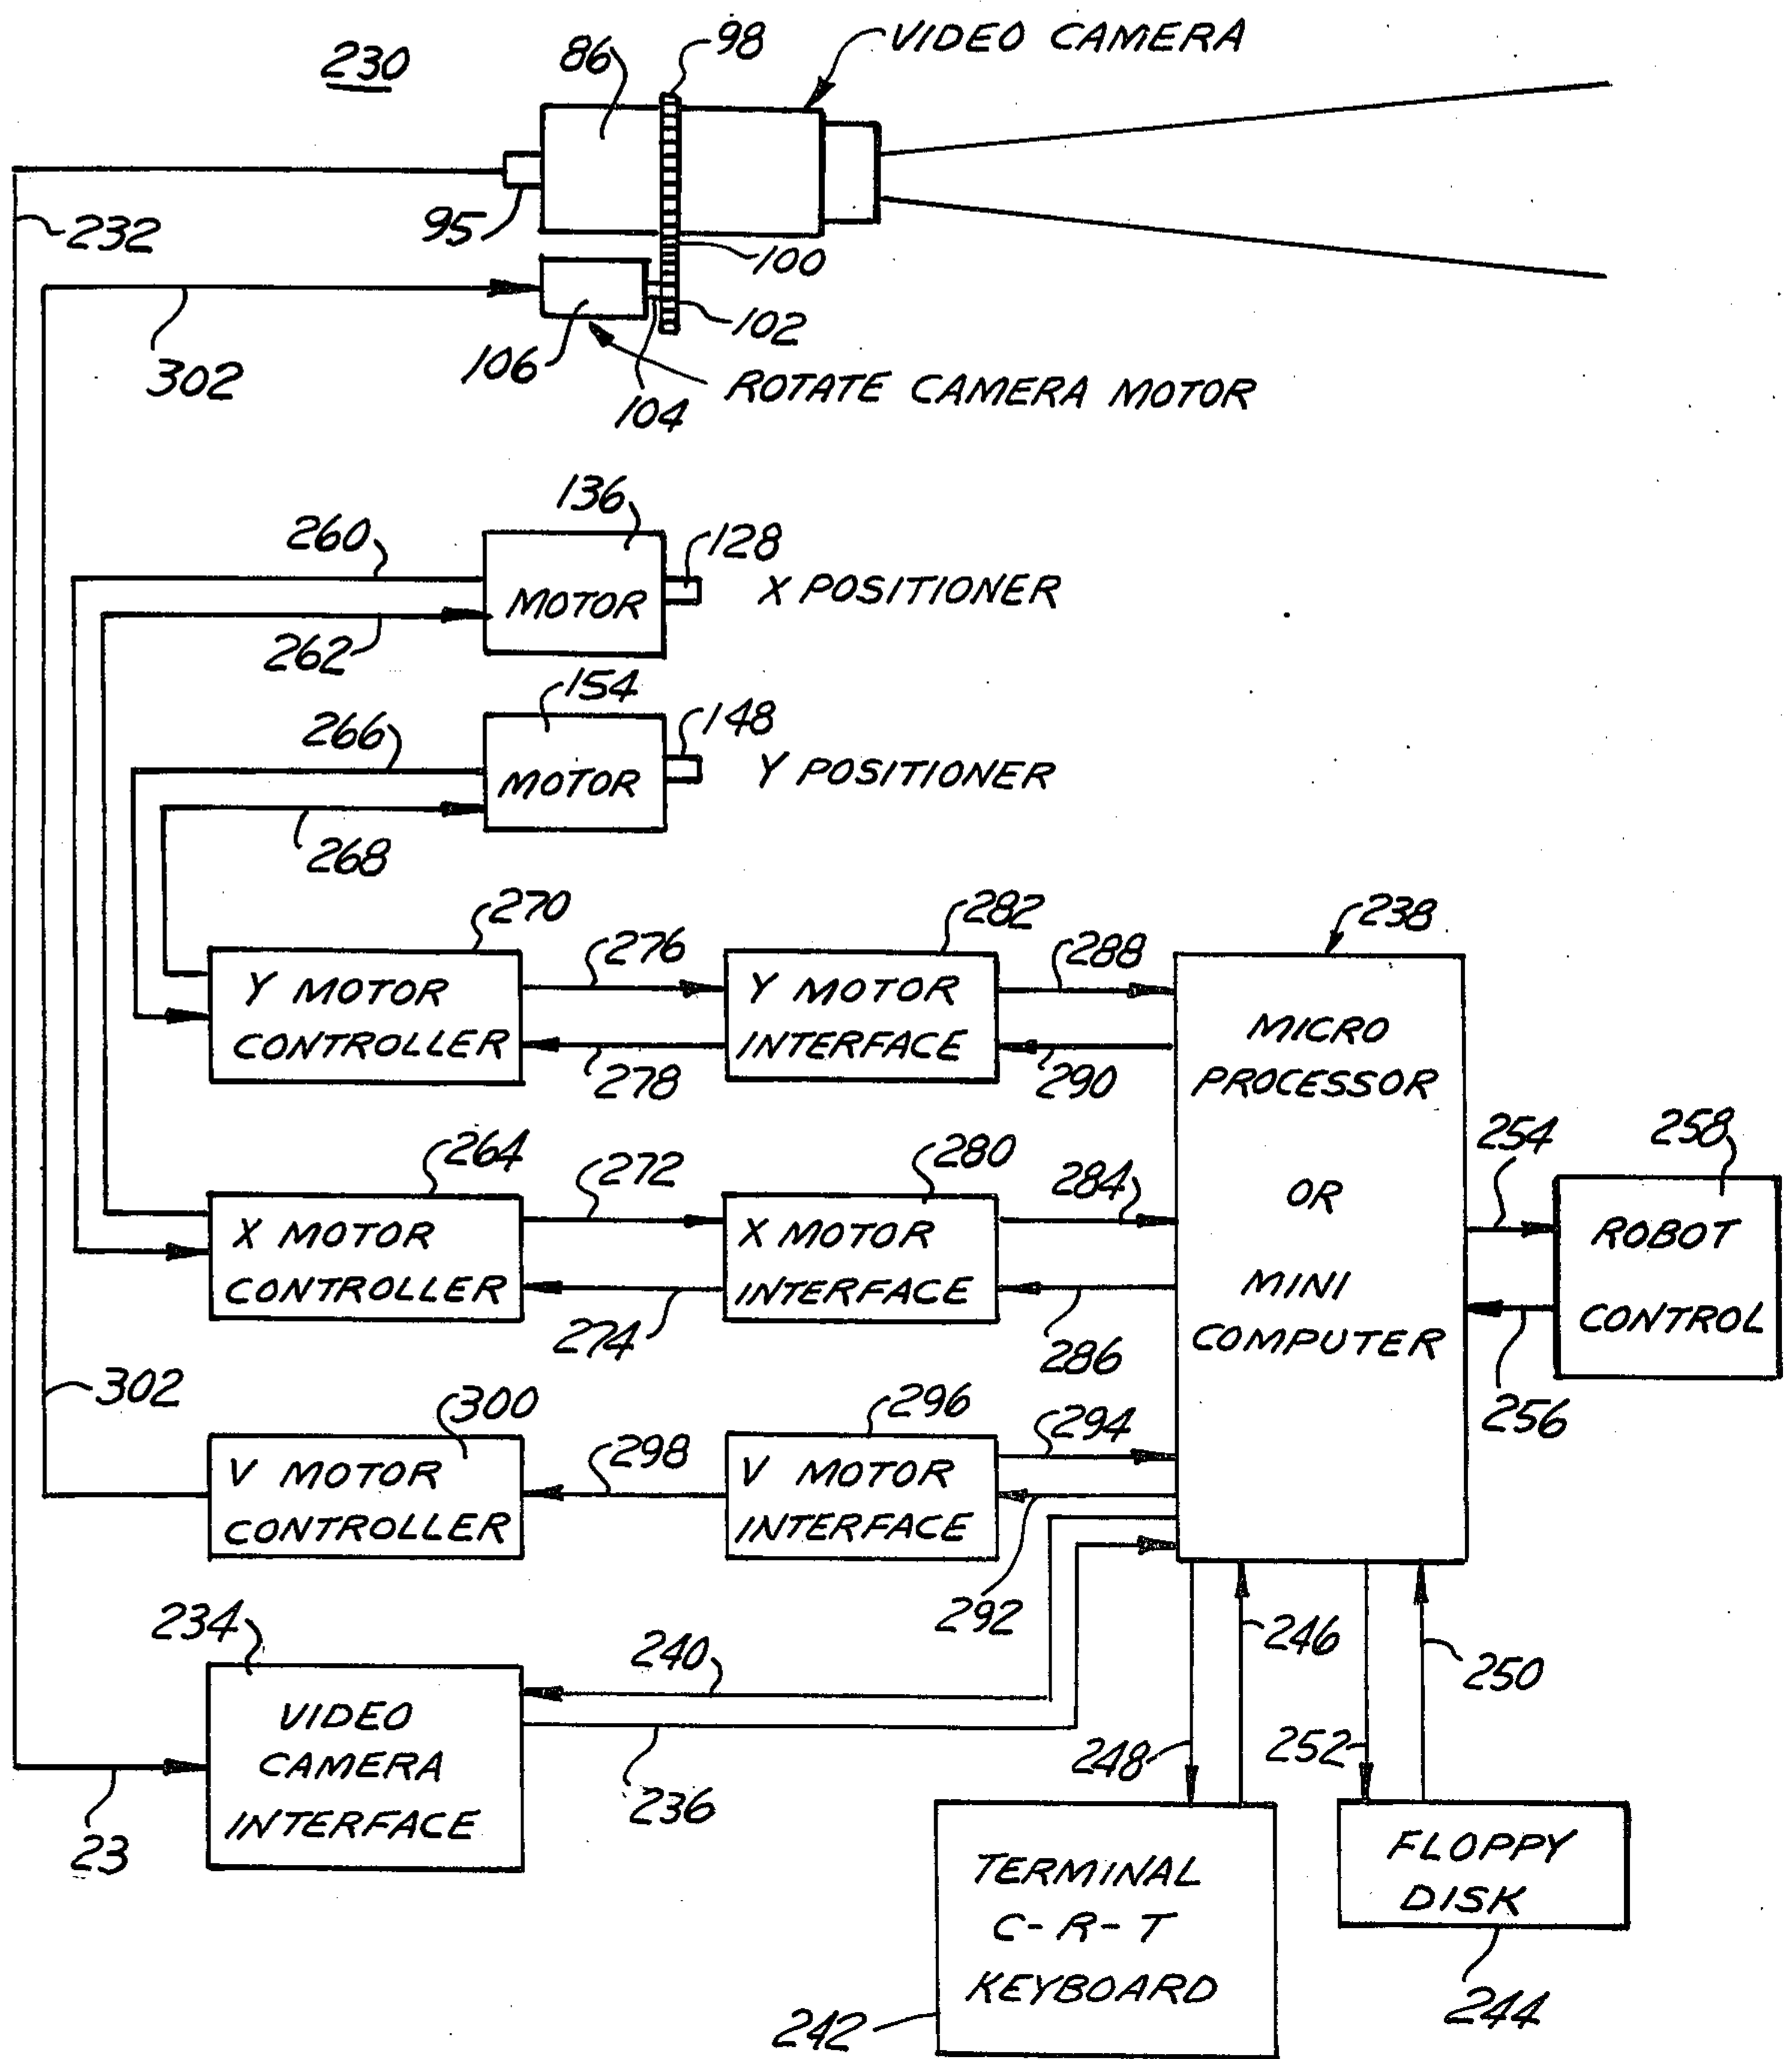 230
86
98
VIDEO CAMERA
95
232
100
102
302
106
104
ROTATE CAMERA MOTOR
136
260
128
MOTOR
X POSITIONER
262
154
266
148
MOTOR
Y POSITIONER
268
270
276
282
288
238
Y MOTOR
CONTROLLER
278
Y MOTOR
INTERFACE
290
MICRO
PROCESSOR
OR
MINI
COMPUTER
264
272
280
284
254
258
X MOTOR
CONTROLLER
274
X MOTOR
INTERFACE
286
ROBOT
CONTROL
256
302
300
298
296
294
V MOTOR
CONTROLLER
V MOTOR
INTERFACE
292
234
240
246
250
VIDEO
CAMERA
INTERFACE
236
248
252
23
TERMINAL
C-R-T
KEYBOARD
242
FLOPPY
DISK
244